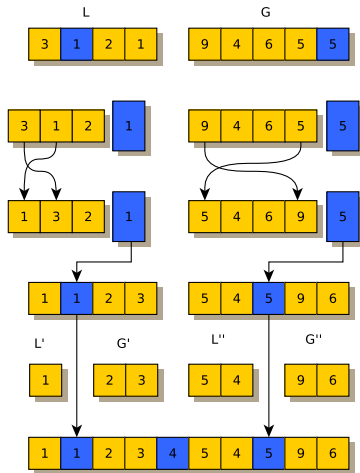 L G
3 1 2 1 9 4 6 5 5
3 1 2 1 9 4 6 5 5
1 3 2 1 5 4 6 9 5
1 1 2 3 5 4 5 9 6
L' G' L'' G''
1 2 3 5 4 9 6
1 1 2 3 4 5 4 5 9 6